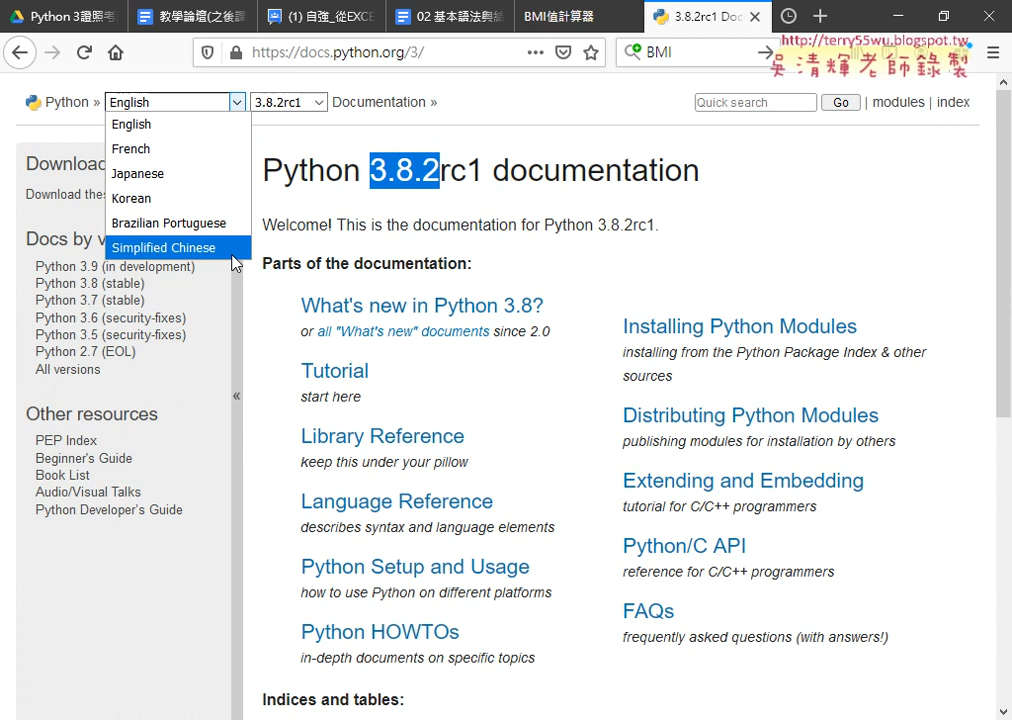 Python 3證照考
教學論壇(之後課
(1) 自強_從EXCE
02 基本語法與結
BMI值計算器
3.8.2rc1 Doc
https://docs.python.org/3/
BMI
http://terry55wu.blogspot.tw
吳清輝老師錄製
Python »
English
3.8.2rc1
Documentation »
Quick search
Go
| modules | index
English
French
Japanese
Korean
Brazilian Portuguese
Simplified Chinese
Download
Download thes
Docs by v
Python 3.9 (in development)
Python 3.8 (stable)
Python 3.7 (stable)
Python 3.6 (security-fixes)
Python 3.5 (security-fixes)
Python 2.7 (EOL)
All versions
Other resources
PEP Index
Beginner's Guide
Book List
Audio/Visual Talks
Python Developer's Guide
«
Python 3.8.2rc1 documentation
Welcome! This is the documentation for Python 3.8.2rc1.
Parts of the documentation:
What's new in Python 3.8?
or all "What's new" documents since 2.0
Tutorial
start here
Library Reference
keep this under your pillow
Language Reference
describes syntax and language elements
Python Setup and Usage
how to use Python on different platforms
Python HOWTOs
in-depth documents on specific topics
Installing Python Modules
installing from the Python Package Index & other
sources
Distributing Python Modules
publishing modules for installation by others
Extending and Embedding
tutorial for C/C++ programmers
Python/C API
reference for C/C++ programmers
FAQs
frequently asked questions (with answers!)
Indices and tables: